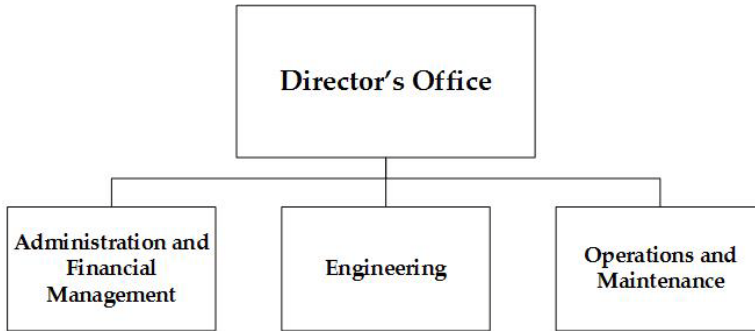 Director's Office
Administration and
Financial
Management
Engineering
Operations and
Maintenance